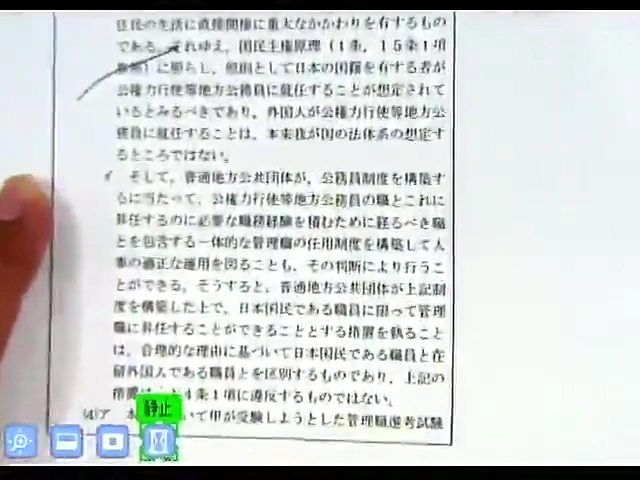 住民の生活に直接間接に重大なかかわりを有するもの
である。それゆえ、国民主権原理(1条、15条1項
に照らし、原則として日本の国籍を有する者が
公権力行使等地方公務員に就任することが想定されて
いるとみるべきであり、外国人が公権力行使等地方公
務員に就任することは、本来我が国の法体系の想定す
るところではない。
イ そして、普通地方公共団体が、公務員制度を構築す
るに当たって、公権力行使等地方公務員の職とこれに
昇任するのに必要な職務経験を積むために経るべき職
とを包含する一体的な管理職の任用制度を構築して人
事の適正な運用を図ることも、その判断により行うこ
とができる。そうすると、普通地方公共団体が上記制
度を構築した上で、日本国民である職員に限って管理
職に昇任することができることとする措置を執ること
は、合理的な理由に基づいて日本国民である職員と在
留外国人である職員とを区別するものであり、上記の
措置は 14条1項に違反するものではない。
(4)ア 本 いて甲が受験しようとした管理職選考試験
静止